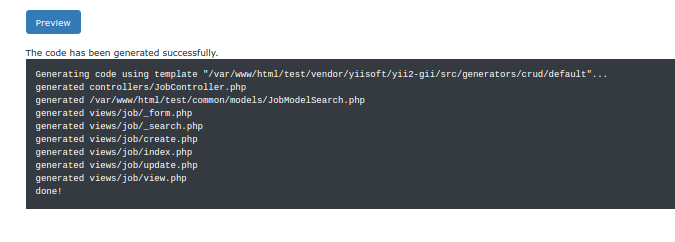 Preview
The code has been generated successfully.
Generating code using template "/var/www/html/test/vendor/yiisoft/yii2-gii/src/generators/crud/default"...
generated controllers/JobController.php
generated /var/www/html/test/common/models/JobModelSearch.php
generated views/job/_form.php
generated views/job/_search.php
generated views/job/create.php
generated views/job/index.php
generated views/job/update.php
generated views/job/view.php
done!